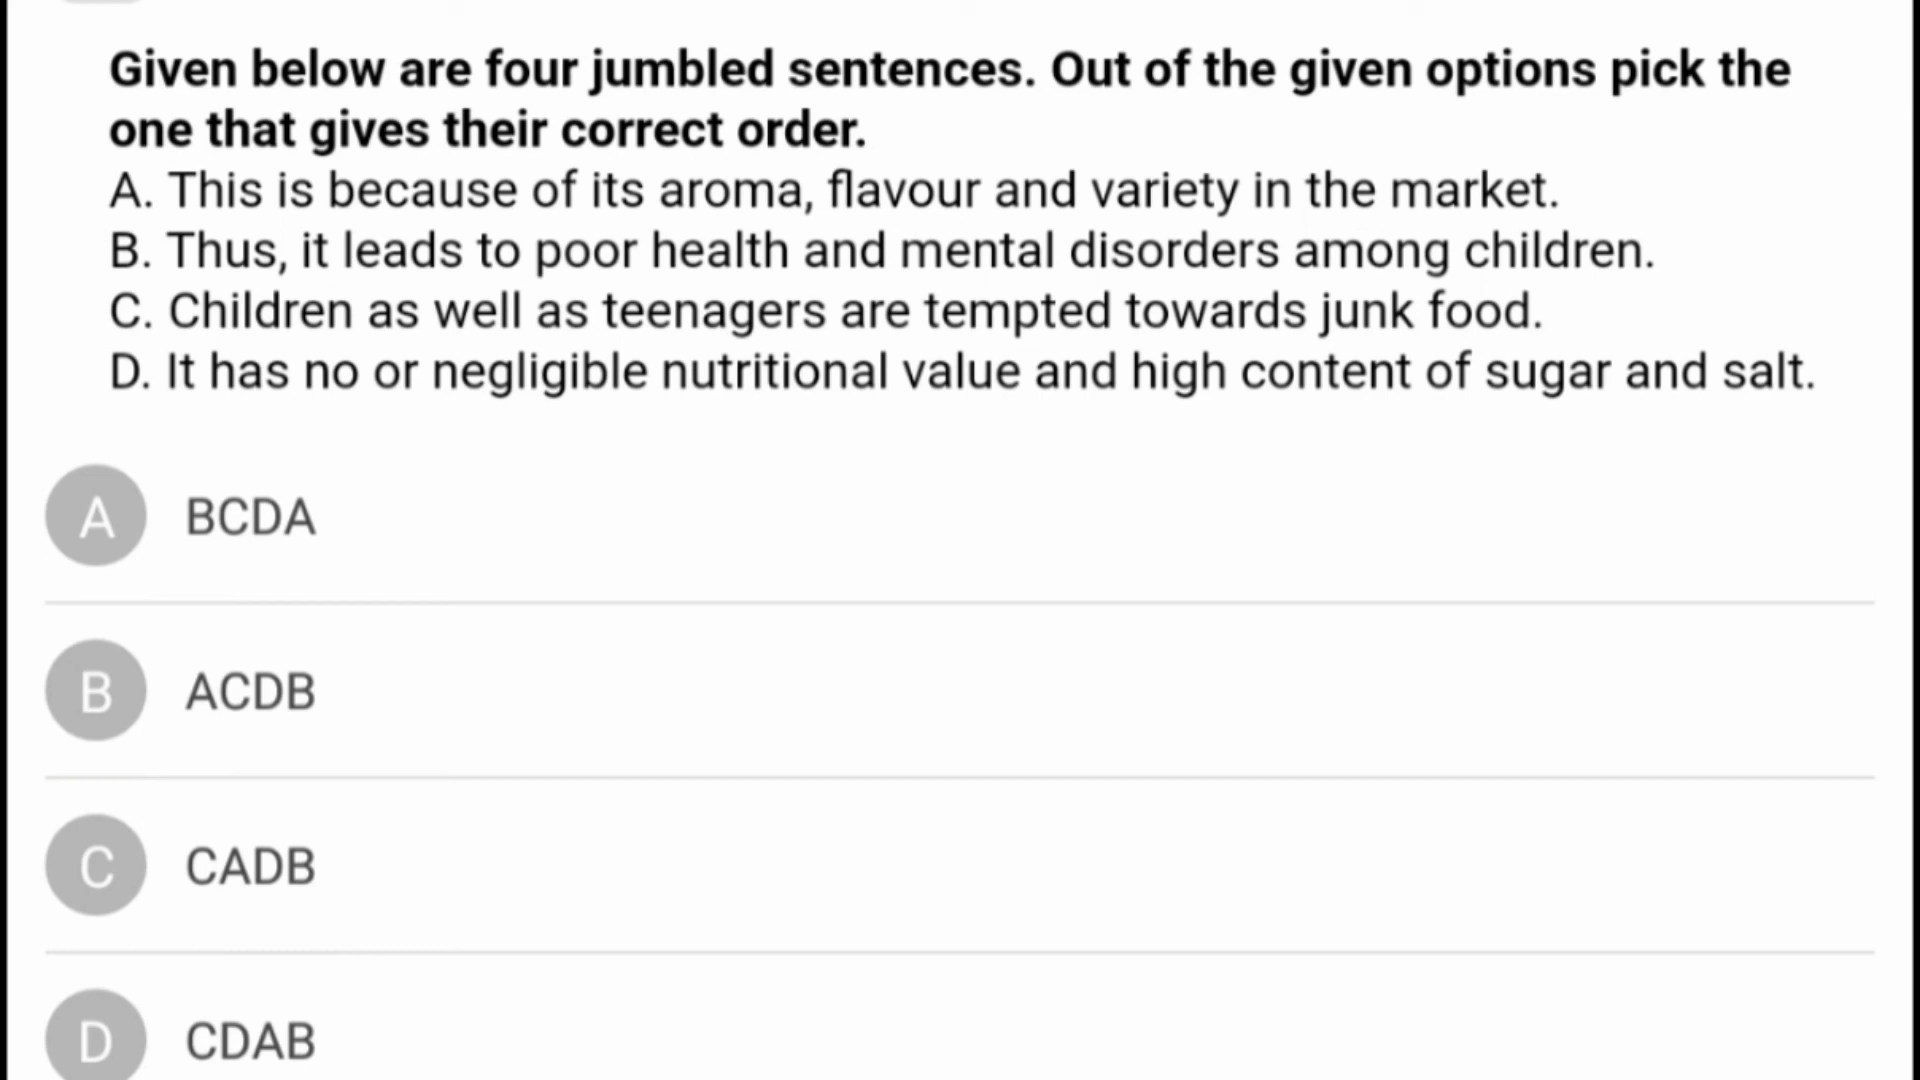 Given below are four jumbled sentences. Out of the given options pick the
one that gives their correct order.
A. This is because of its aroma, flavour and variety in the market.
B. Thus, it leads to poor health and mental disorders among children.
C. Children as well as teenagers are tempted towards junk food.
D. It has no or negligible nutritional value and high content of sugar and salt.
A BCDA
B ACDB
C CADB
D CDAB